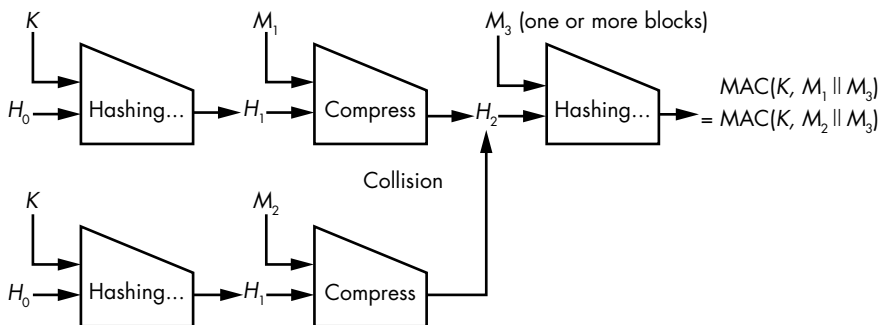 K
M1
M3 (one or more blocks)
H0
Hashing...
H1
Compress
H2
Hashing...
MAC(K, M1 || M3)
= MAC(K, M2 || M3)
Collision
K
M2
H0
Hashing...
H1
Compress